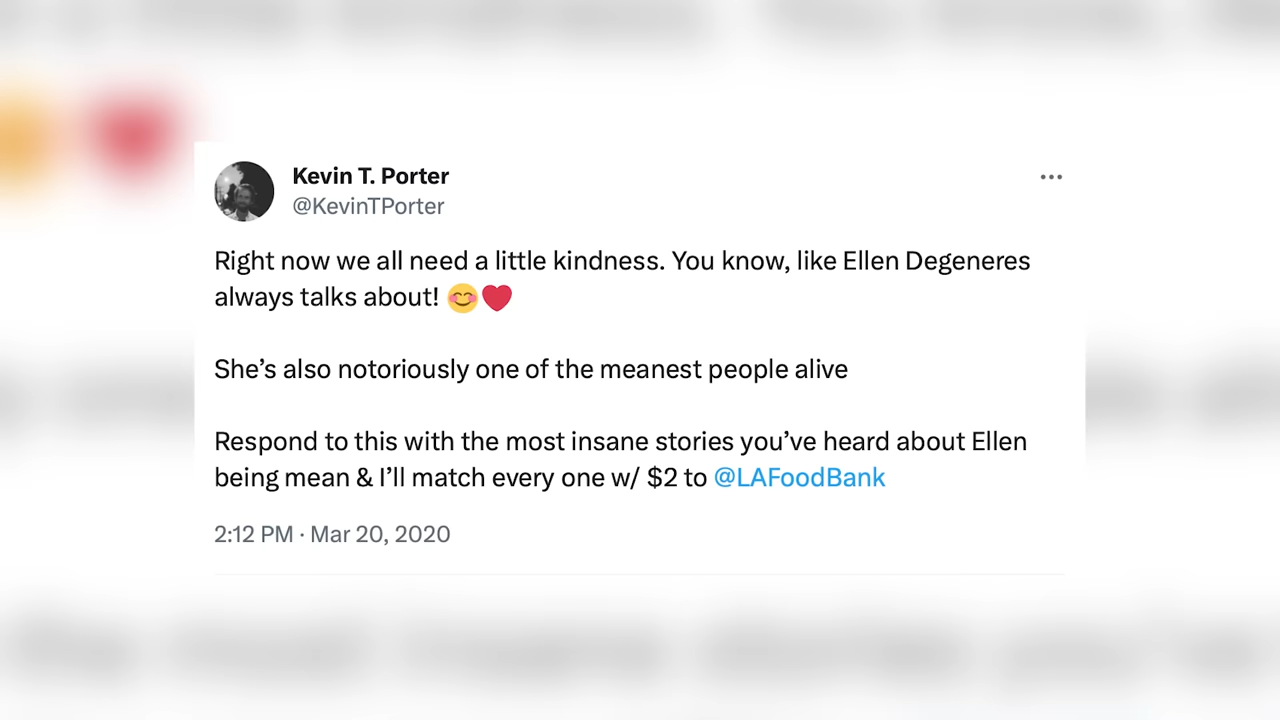 Kevin T. Porter
@KevinTPorter
Right now we all need a little kindness. You know, like Ellen Degeneres
always talks about! 😊❤️
She’s also notoriously one of the meanest people alive
Respond to this with the most insane stories you’ve heard about Ellen
being mean & I’ll match every one w/ $2 to @LAFoodBank
2:12 PM · Mar 20, 2020